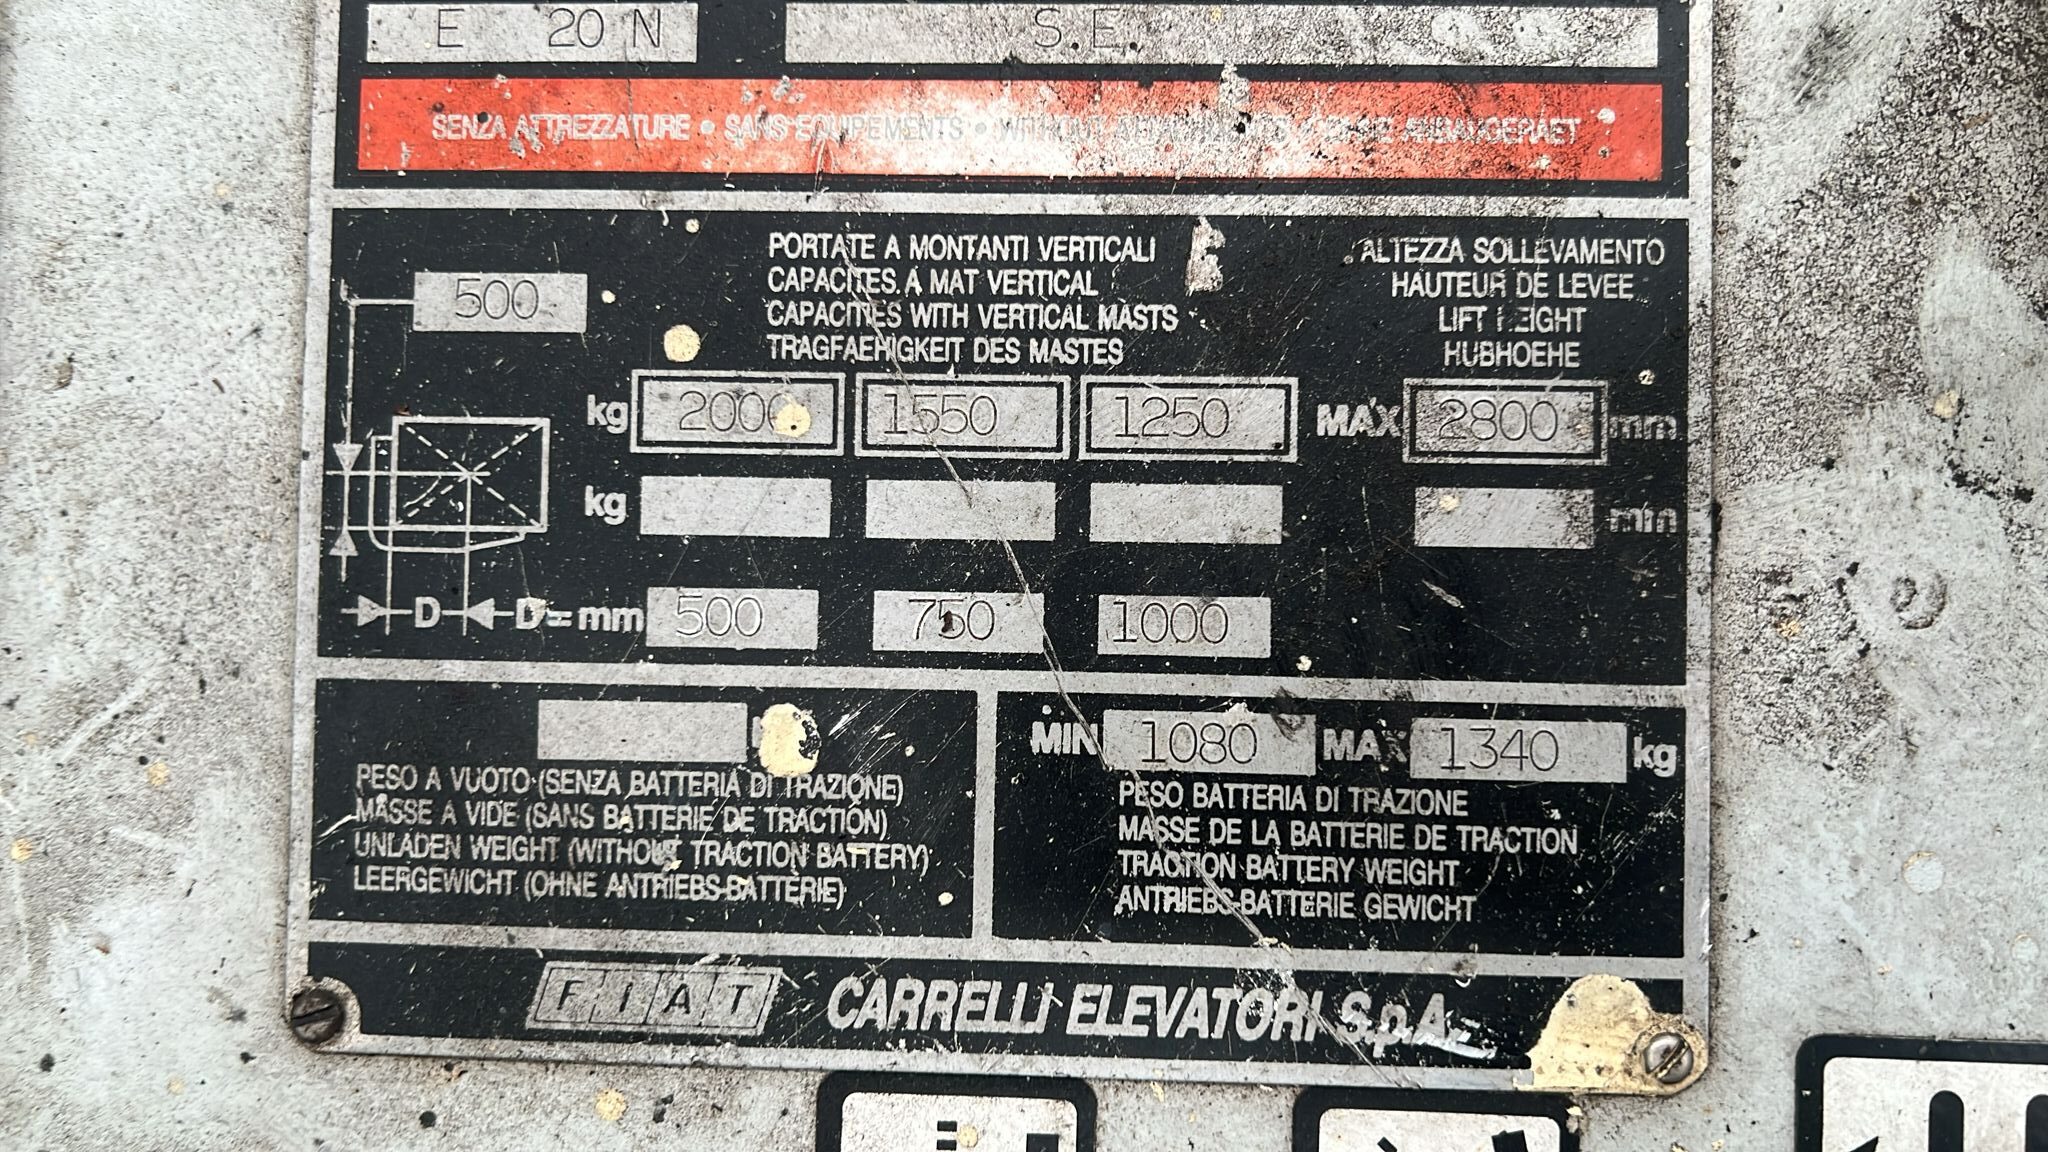 E 20 N S.E.
SENZA ATTREZZATURE • SANS EQUIPEMENTS • WITHOUT ANBAUGERAET
PORTATE A MONTANTI VERTICALI
CAPACITES A MAT VERTICAL
CAPACITIES WITH VERTICAL MASTS
TRAGFAEHIGKEIT DES MASTES
ALTEZZA SOLLEVAMENTO
HAUTEUR DE LEVEE
LIFT HEIGHT
HUBHOEHE
500
kg 2000 1550 1250 MAX 2800 mm
kg mm
D D=mm 500 750 1000
PESO A VUOTO (SENZA BATTERIA DI TRAZIONE)
MASSE A VIDE (SANS BATTERIE DE TRACTION)
UNLADEN WEIGHT (WITHOUT TRACTION BATTERY)
LEERGEWICHT (OHNE ANTRIEBS-BATTERIE)
MIN 1080 MAX 1340 kg
PESO BATTERIA DI TRAZIONE
MASSE DE LA BATTERIE DE TRACTION
TRACTION BATTERY WEIGHT
ANTRIEBS-BATTERIE GEWICHT
FIAT CARRELLI ELEVATORI S.p.A.